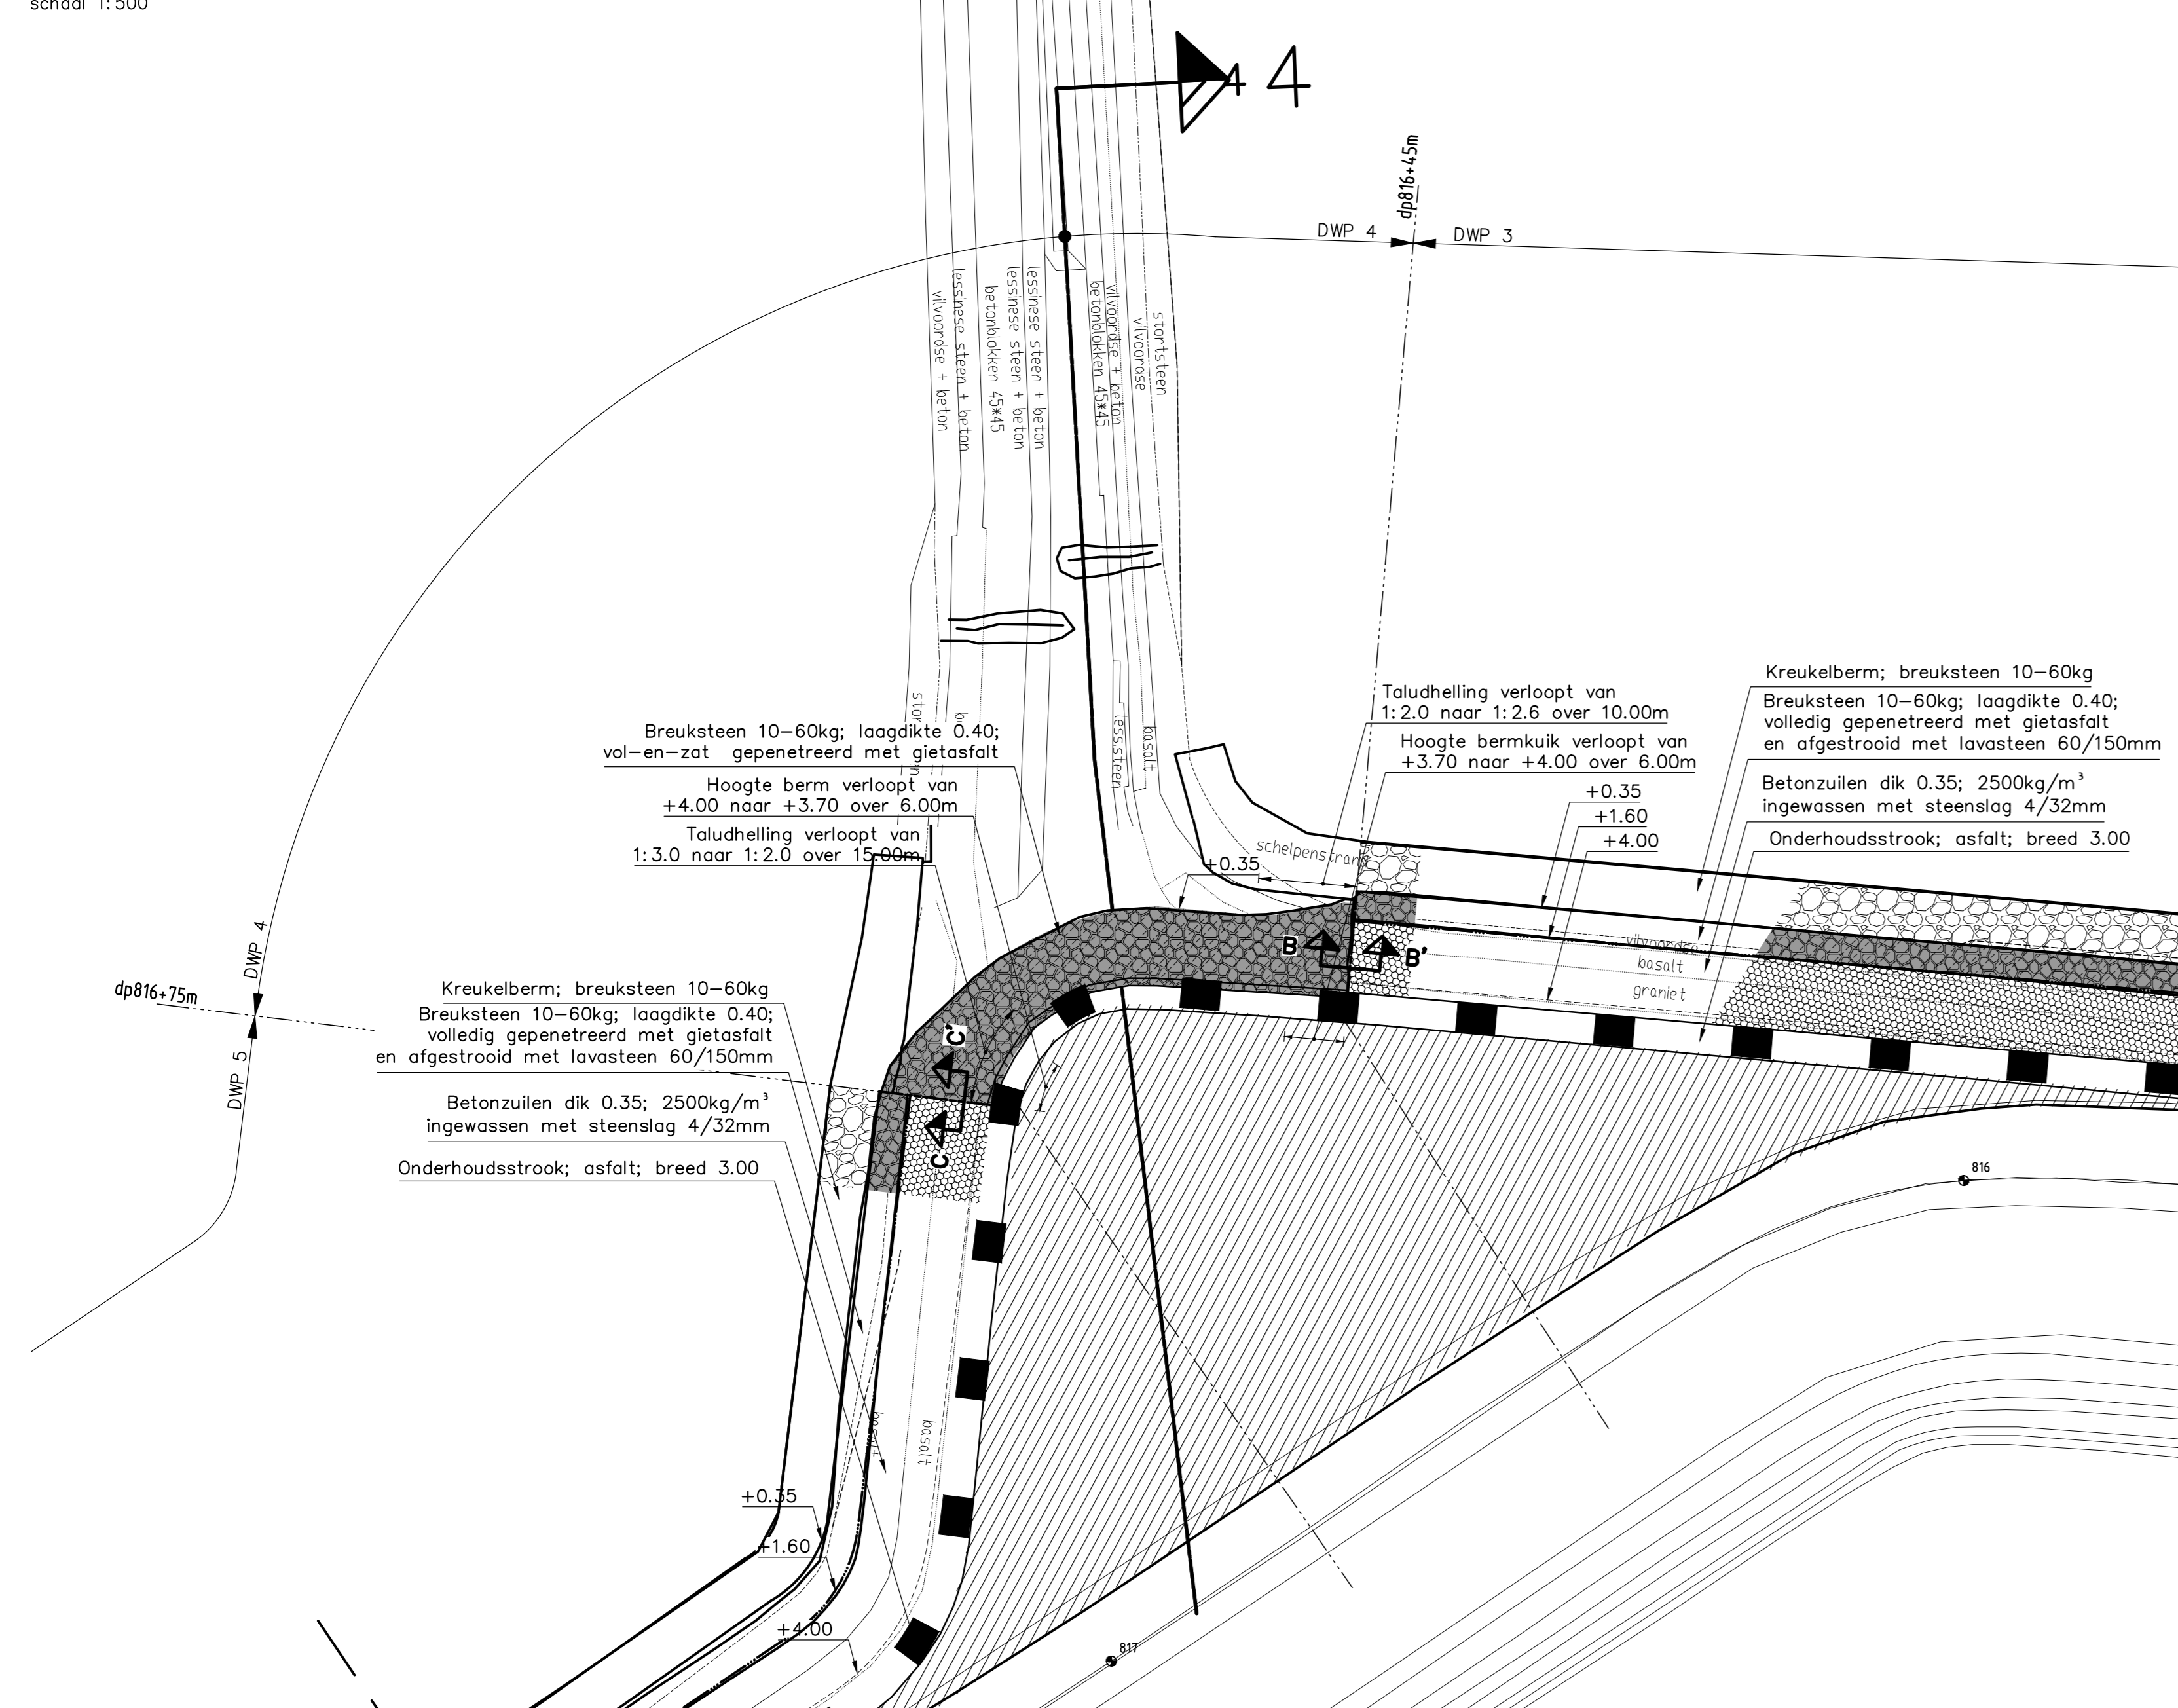 schaal 1:500
4 4
dp816+45m
DWP 4
DWP 3
vilvoordse + beton
lessinese steen + beton
betonblokken 45*45
lessinese steen + beton
lessinese steen + beton
betonblokken 45*45
vilvoordse + beton
vilvoordse
stortsteen
Kreukelberm; breuksteen 10-60kg
Breuksteen 10-60kg; laagdikte 0.40;
volledig gepenetreerd met gietasfalt
en afgestrooid met lavasteen 60/150mm
Betonzuilen dik 0.35; 2500kg/m³
ingewassen met steenslag 4/32mm
Onderhoudsstrook; asfalt; breed 3.00
Taludhelling verloopt van
1:2.0 naar 1:2.6 over 10.00m
Hoogte bermkuik verloopt van
+3.70 naar +4.00 over 6.00m
+0.35
+1.60
+4.00
Breuksteen 10-60kg; laagdikte 0.40;
vol-en-zat gepenetreerd met gietasfalt
Hoogte berm verloopt van
+4.00 naar +3.70 over 6.00m
Taludhelling verloopt van
1:3.0 naar 1:2.0 over 15.00m
less.steen
basalt
schelpenstrand
+0.35
B
B'
vilvoordse
basalt
graniet
DWP 4
dp816+75m
DWP 5
Kreukelberm; breuksteen 10-60kg
Breuksteen 10-60kg; laagdikte 0.40;
volledig gepenetreerd met gietasfalt
en afgestrooid met lavasteen 60/150mm
Betonzuilen dik 0.35; 2500kg/m³
ingewassen met steenslag 4/32mm
Onderhoudsstrook; asfalt; breed 3.00
C'
C
816
basalt
basalt
+0.35
+1.60
+4.00
817